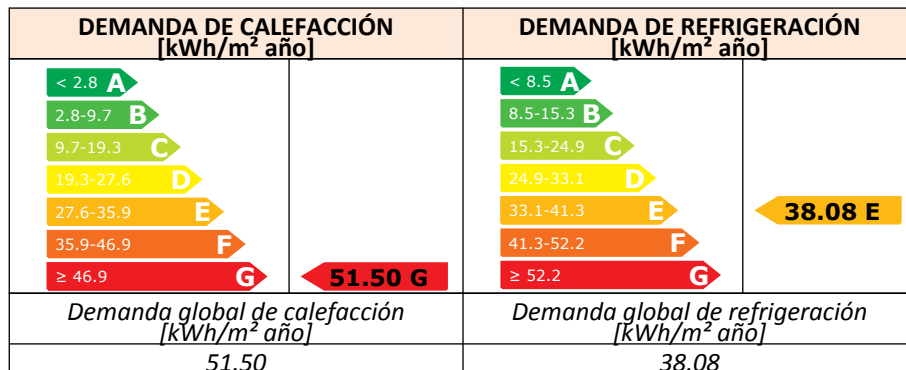 DEMANDA DE CALEFACCIÓN
[kWh/m² año]
DEMANDA DE REFRIGERACIÓN
[kWh/m² año]
< 2.8 A
2.8-9.7 B
9.7-19.3 C
19.3-27.6 D
27.6-35.9 E
35.9-46.9 F
≥ 46.9 G
51.50 G
< 8.5 A
8.5-15.3 B
15.3-24.9 C
24.9-33.1 D
33.1-41.3 E
41.3-52.2 F
≥ 52.2 G
38.08 E
Demanda global de calefacción
[kWh/m² año]
Demanda global de refrigeración
[kWh/m² año]
51.50
38.08